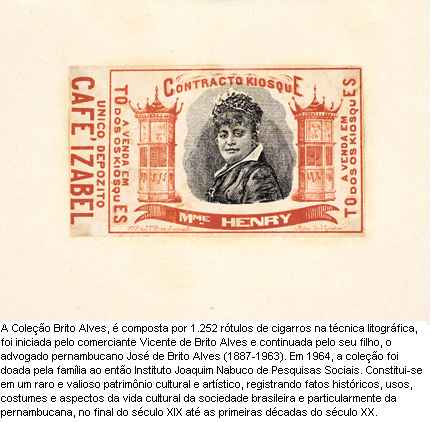 CONTRACTO KIOSQUE
UNICO DEPOZITO
CAFÉ IZABEL
A VENDA EM
TODOS OS KIOSQUES
A VENDA EM
TODOS OS KIOSQUES
MME HENRY
A Coleção Brito Alves, é composta por 1.252 rótulos de cigarros na técnica litográfica,
foi iniciada pelo comerciante Vicente de Brito Alves e continuada pelo seu filho, o
advogado pernambucano José de Brito Alves (1887-1963). Em 1964, a coleção foi
doada pela família ao então Instituto Joaquim Nabuco de Pesquisas Sociais. Constitui-se
em um raro e valioso patrimônio cultural e artístico, registrando fatos históricos, usos,
costumes e aspectos da vida cultural da sociedade brasileira e particularmente da
pernambucana, no final do século XIX até as primeiras décadas do século XX.